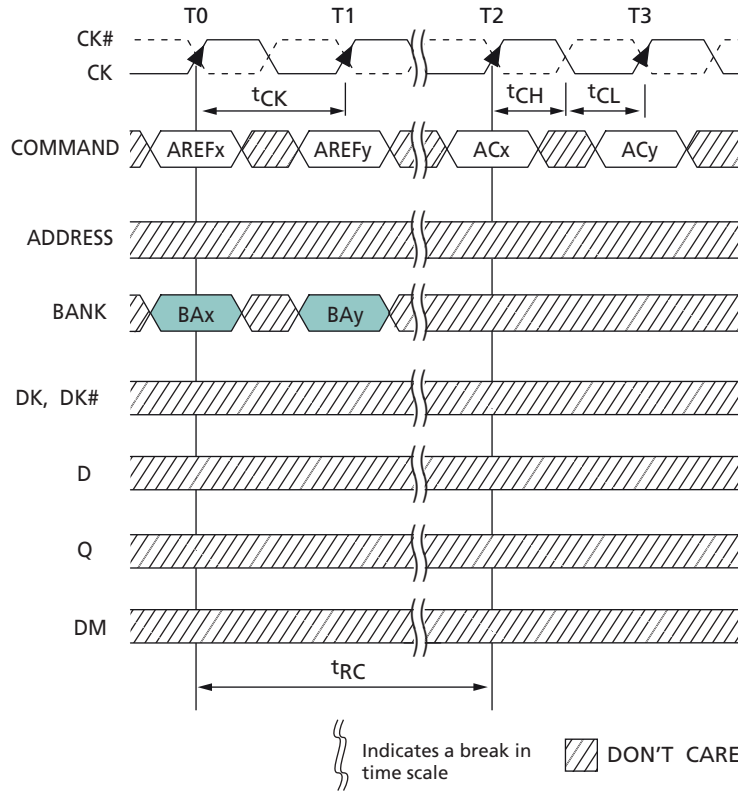 T0 T1 T2 T3
CK#
CK
tCK tCH tCL
COMMAND AREFx AREFy ACx ACy
ADDRESS
BANK BAx BAy
DK, DK#
D
Q
DM
tRC
Indicates a break in
time scale
DON'T CARE